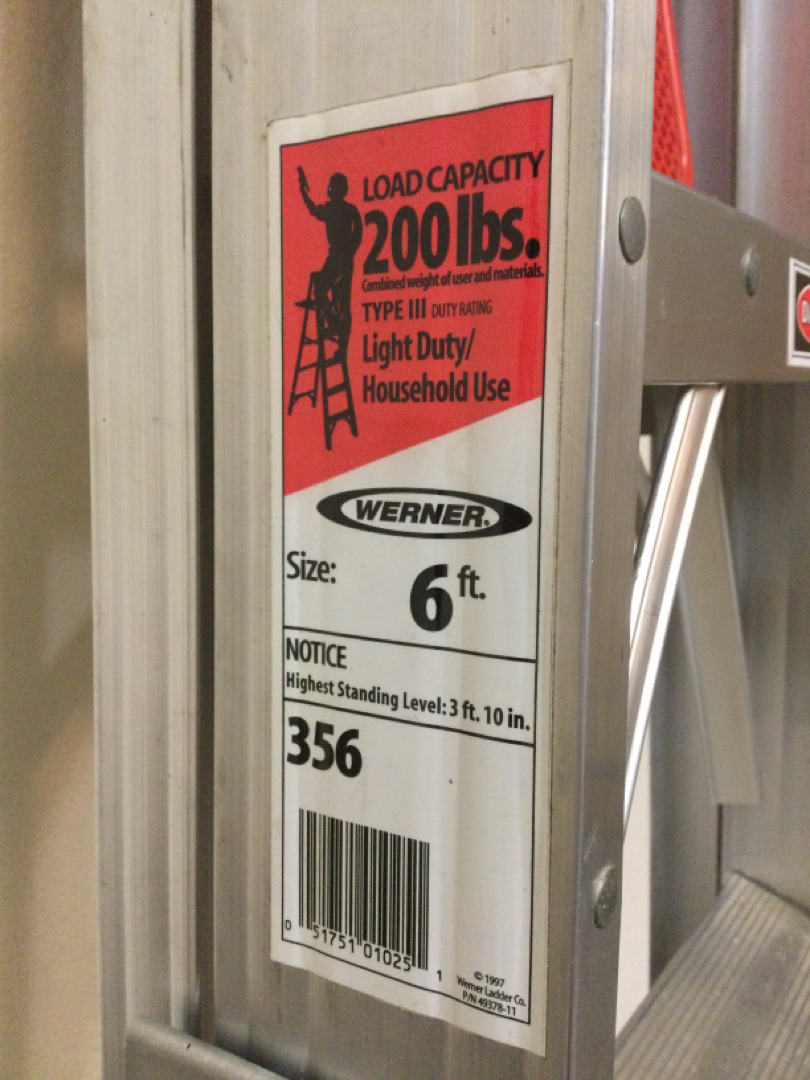 LOAD CAPACITY
200 lbs.
Combined weight of user and materials.
TYPE III DUTY RATING
Light Duty/
Household Use
WERNER.
Size: 6 ft.
NOTICE
Highest Standing Level: 3 ft. 10 in.
356
0 51751 01025 1
© 1997
Werner Ladder Co.
P/N 49378-11